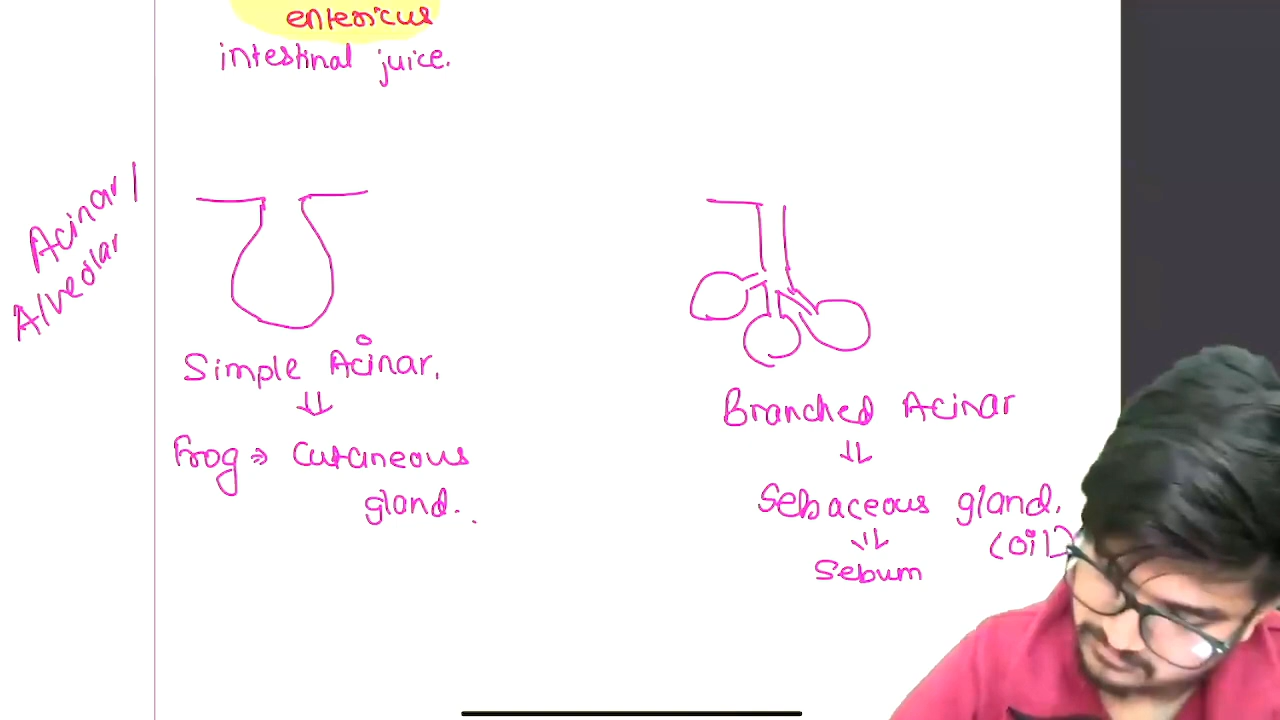 entericus
intestinal juice.
Acinar /
Alveolar
Simple Acinar.
Frog ⇒ Cutaneous
gland.
Branched Acinar
Sebaceous gland.
(oil)
Sebum